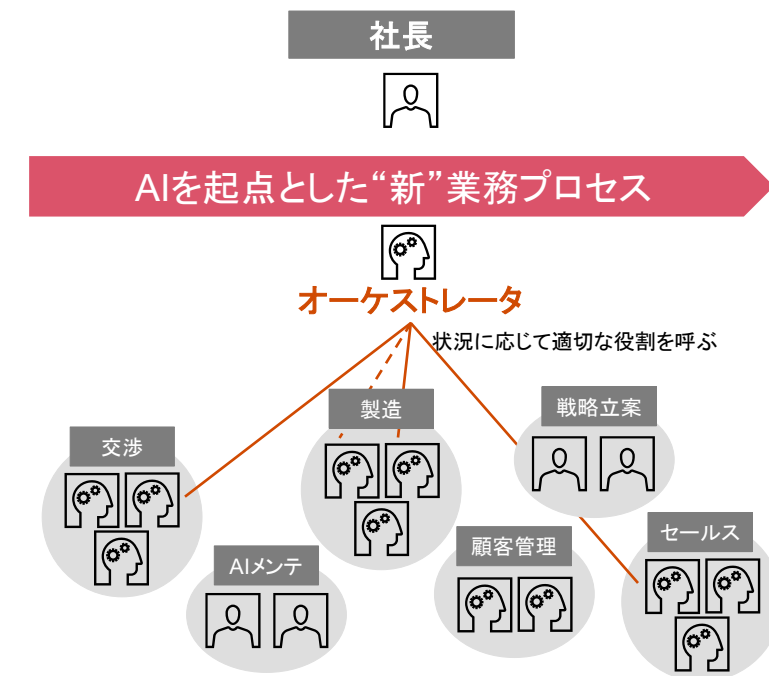 社長
AIを起点とした“新”業務プロセス
オーケストレータ
状況に応じて適切な役割を呼ぶ
製造
戦略立案
交渉
セールス
顧客管理
AIメンテ